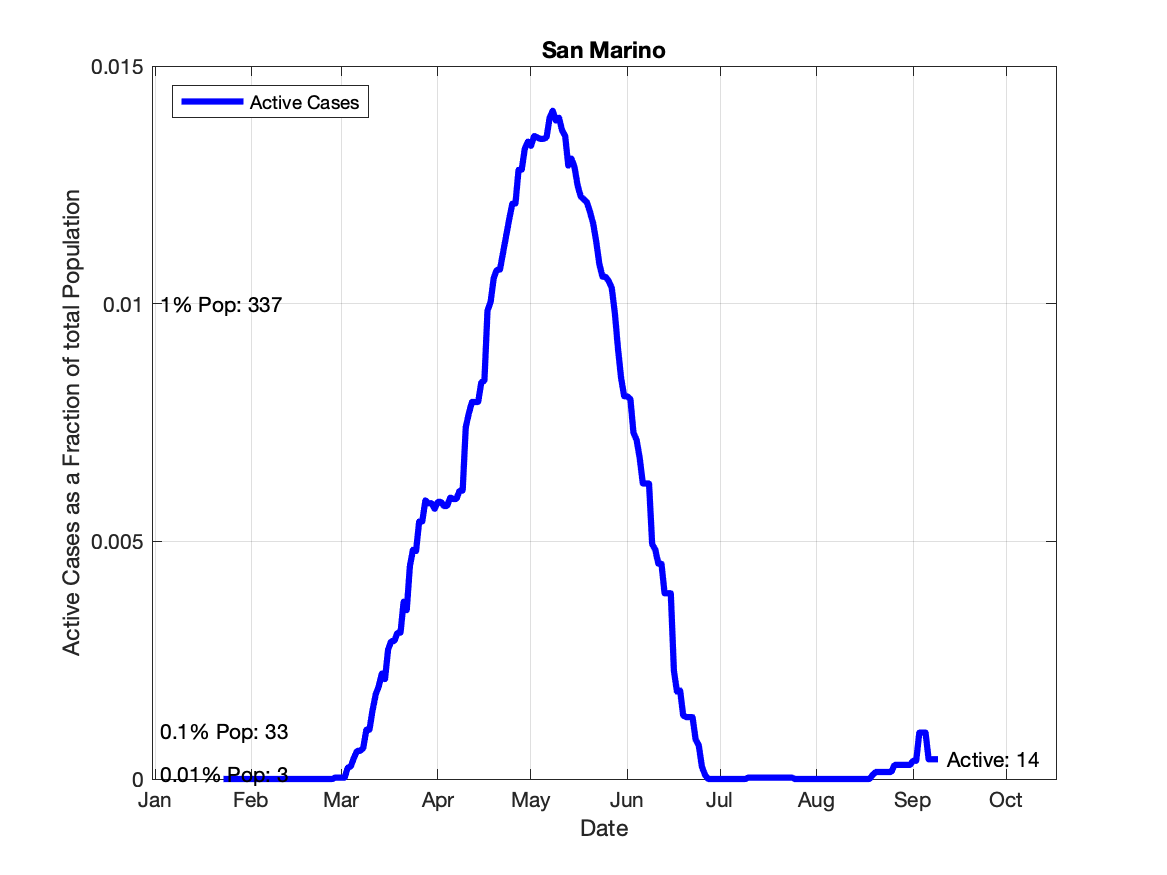 San Marino
0.015
Active Cases
Active Cases as a Fraction of total Population
0.01
1% Pop: 337
0.005
0.1% Pop: 33
0.01% Pop: 3
Active: 14
0
Jan Feb Mar Apr May Jun Jul Aug Sep Oct
Date